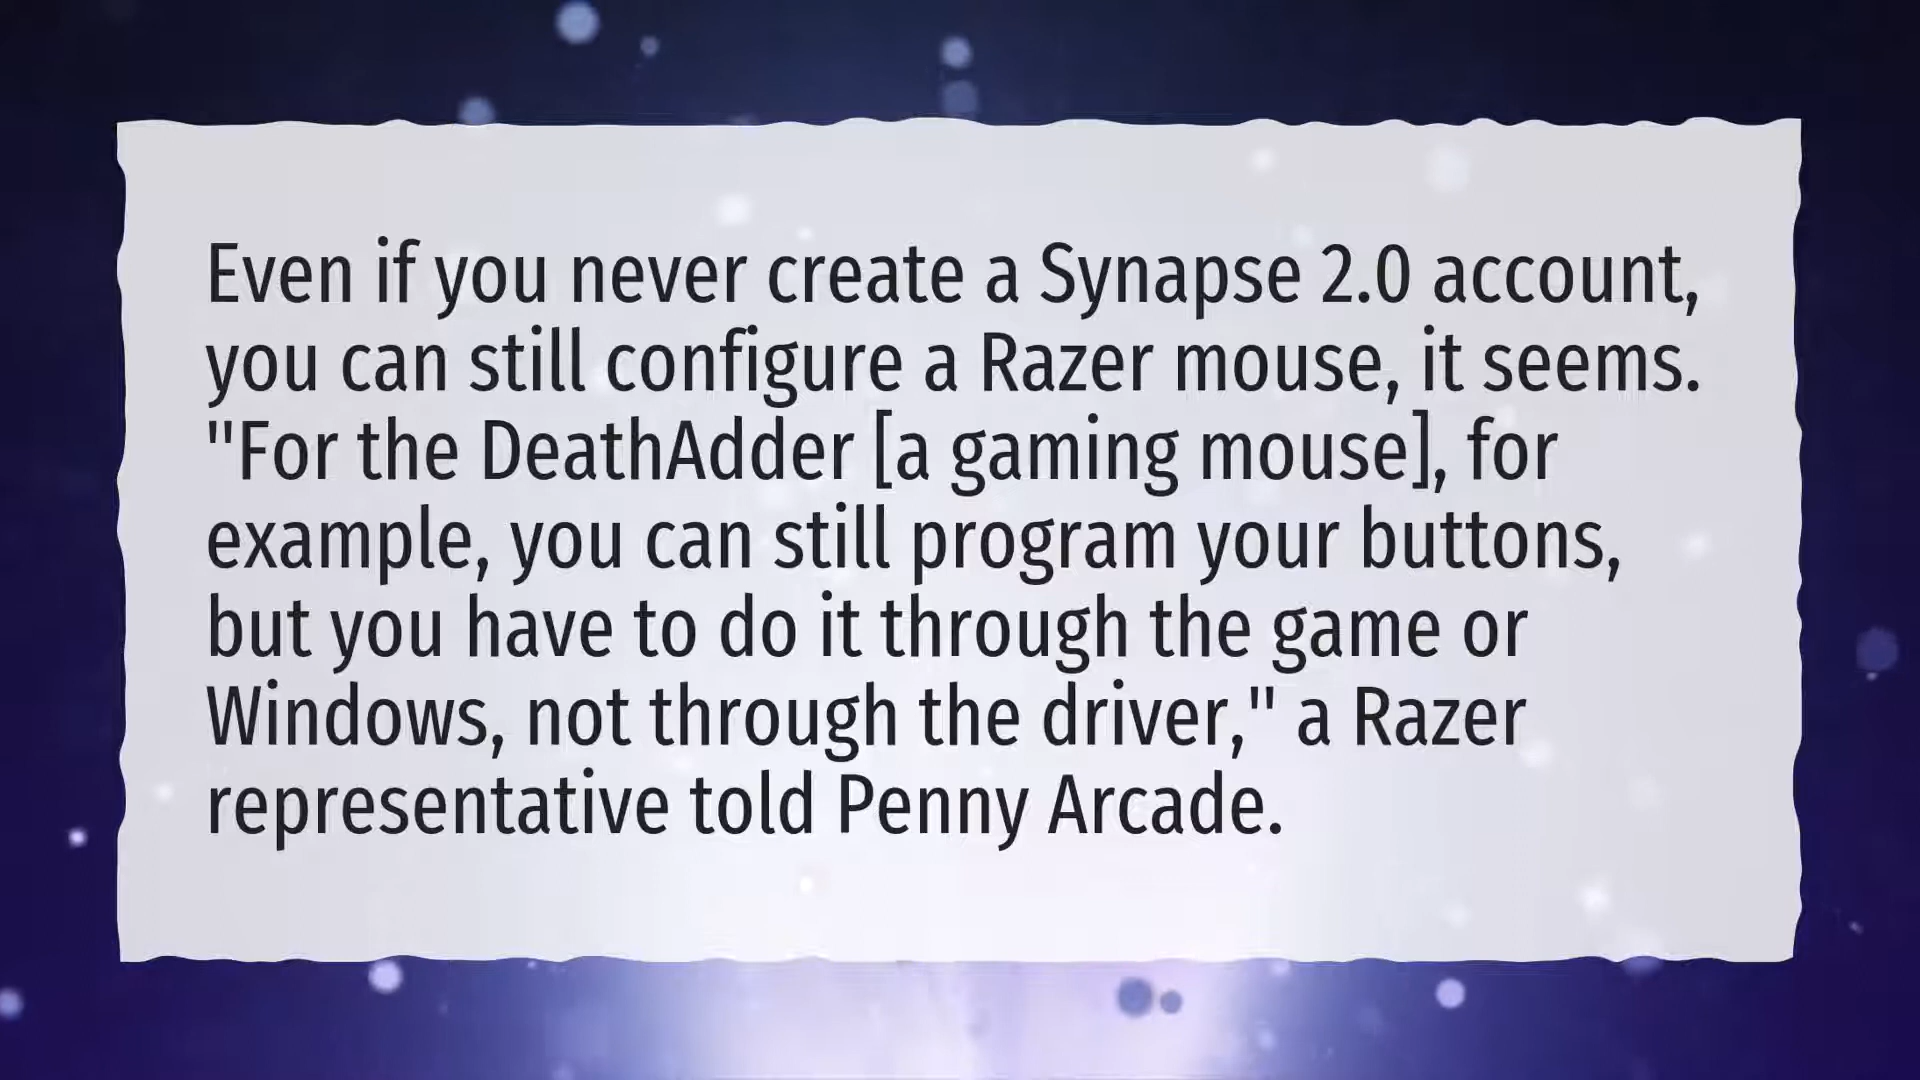 Even if you never create a Synapse 2.0 account,
you can still configure a Razer mouse, it seems.
"For the DeathAdder [a gaming mouse], for
example, you can still program your buttons,
but you have to do it through the game or
Windows, not through the driver," a Razer
representative told Penny Arcade.